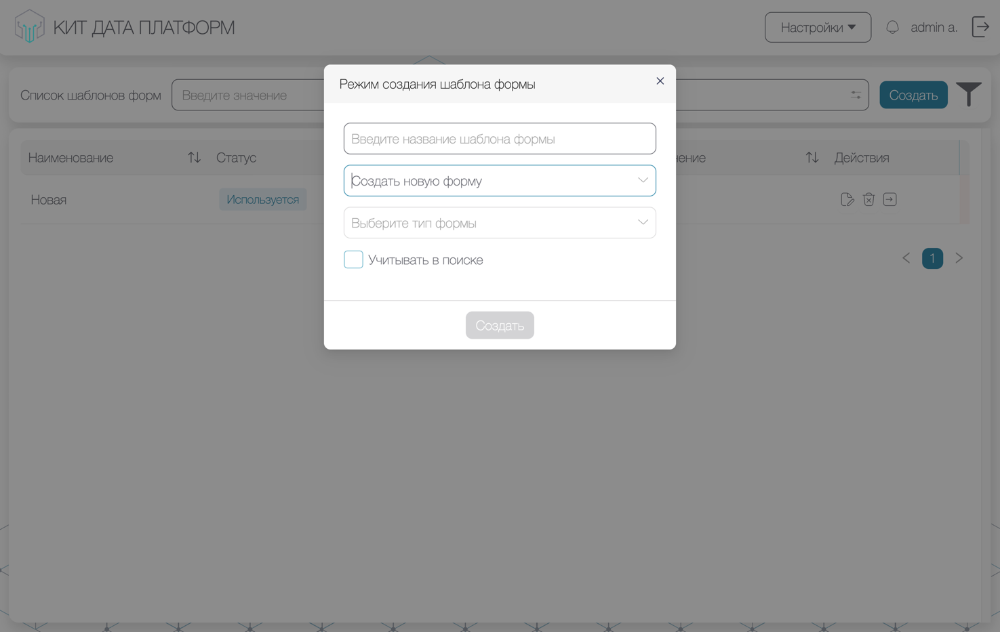 КИТ ДАТА ПЛАТФОРМ
Настройки
admin a.
Список шаблонов форм
Введите значение
Создать
Режим создания шаблона формы
Введите название шаблона формы
Создать новую форму
Выберите тип формы
Учитывать в поиске
Создать
Наименование
Статус
Действия
Новая
Используется
1